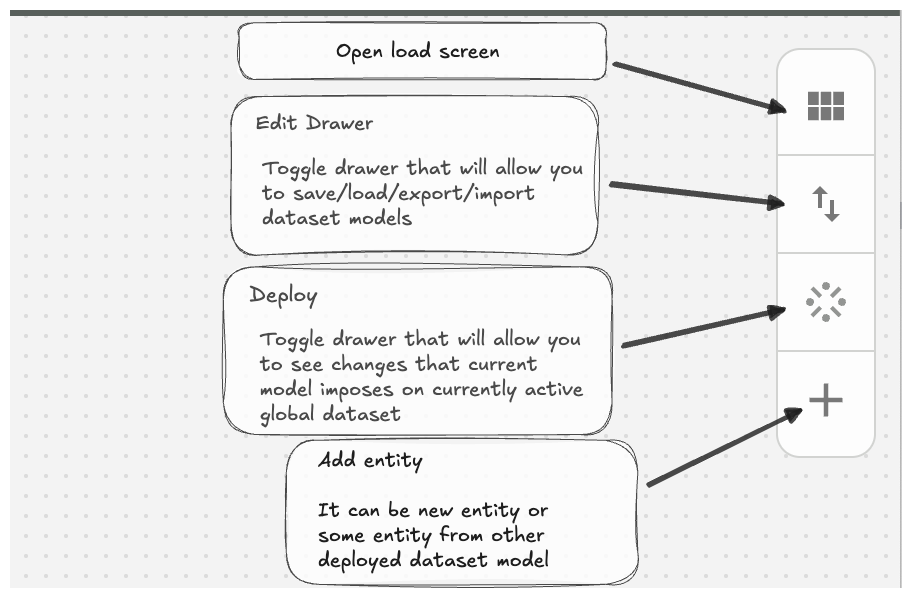 Open load screen
Edit Drawer
Toggle drawer that will allow you
to save/load/export/import
dataset models
Deploy
Toggle drawer that will allow you
to see changes that current
model imposes on currently active
global dataset
Add entity
It can be new entity or
some entity from other
deployed dataset model